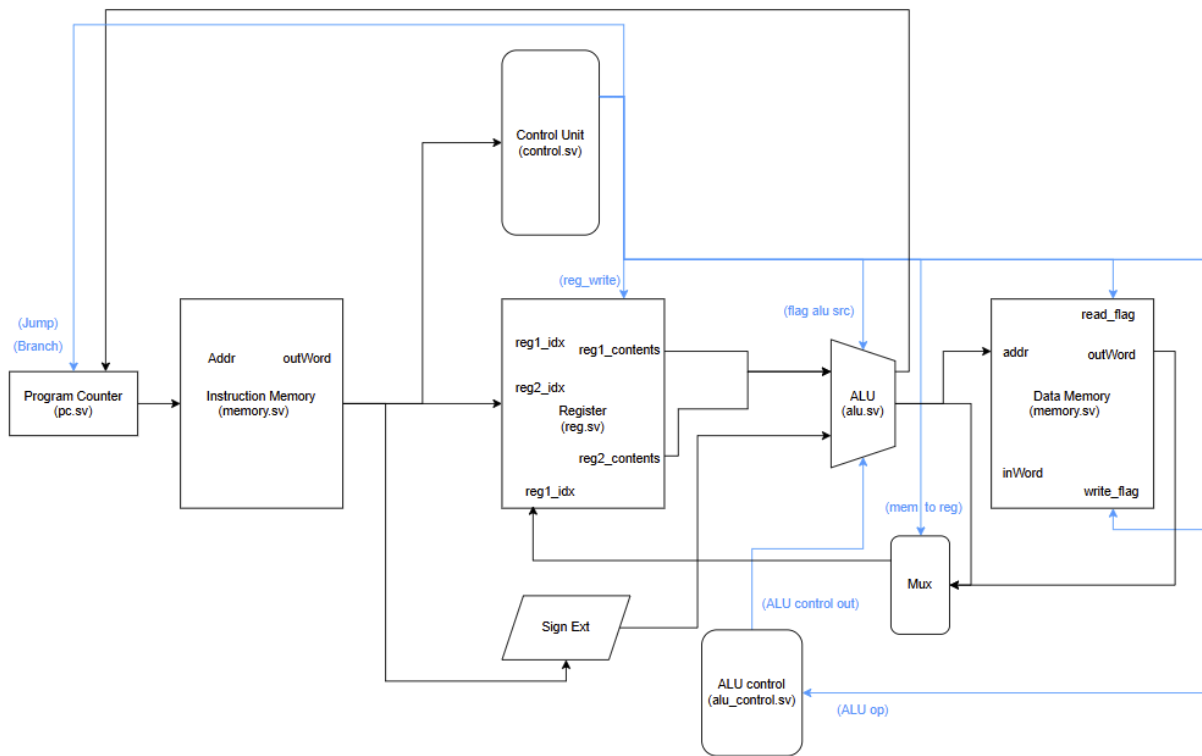 Control Unit
(control.sv)
(reg_write)
(flag alu src)
(Jump)
(Branch)
Program Counter
(pc.sv)
Addr
outWord
Instruction Memory
(memory.sv)
reg1_idx
reg1_contents
reg2_idx
Register
(reg.sv)
reg2_contents
reg1_idx
ALU
(alu.sv)
read_flag
addr
outWord
Data Memory
(memory.sv)
inWord
write_flag
(mem to reg)
Mux
(ALU control out)
Sign Ext
ALU control
(alu_control.sv)
(ALU op)